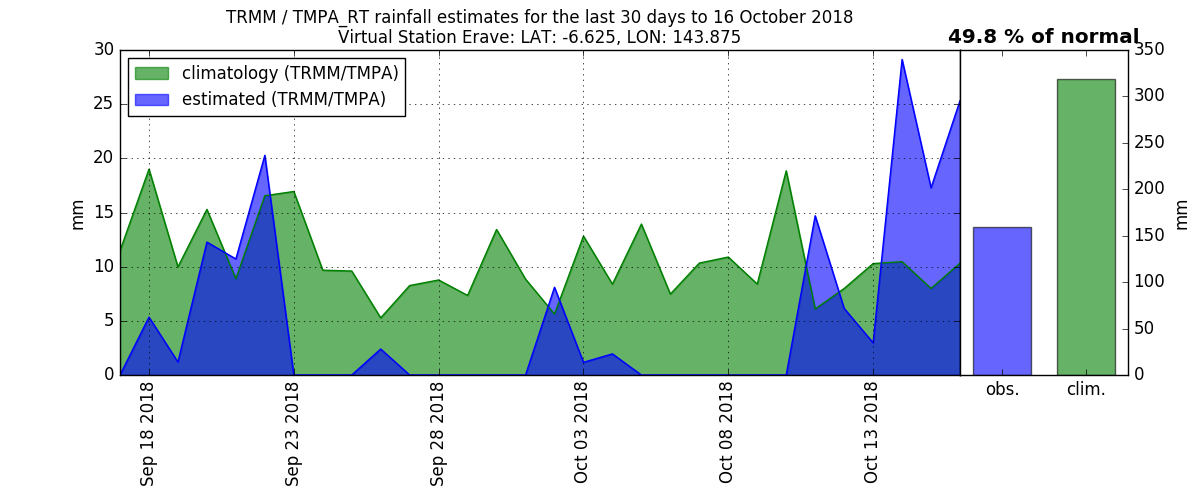 TRMM / TMPA_RT rainfall estimates for the last 30 days to 16 October 2018
Virtual Station Erave: LAT: -6.625, LON: 143.875
49.8 % of normal
climatology (TRMM/TMPA)
estimated (TRMM/TMPA)
30
25
20
15
10
5
0
mm
Sep 18 2018
Sep 23 2018
Sep 28 2018
Oct 03 2018
Oct 08 2018
Oct 13 2018
obs.
clim.
350
300
250
200
150
100
50
0
mm